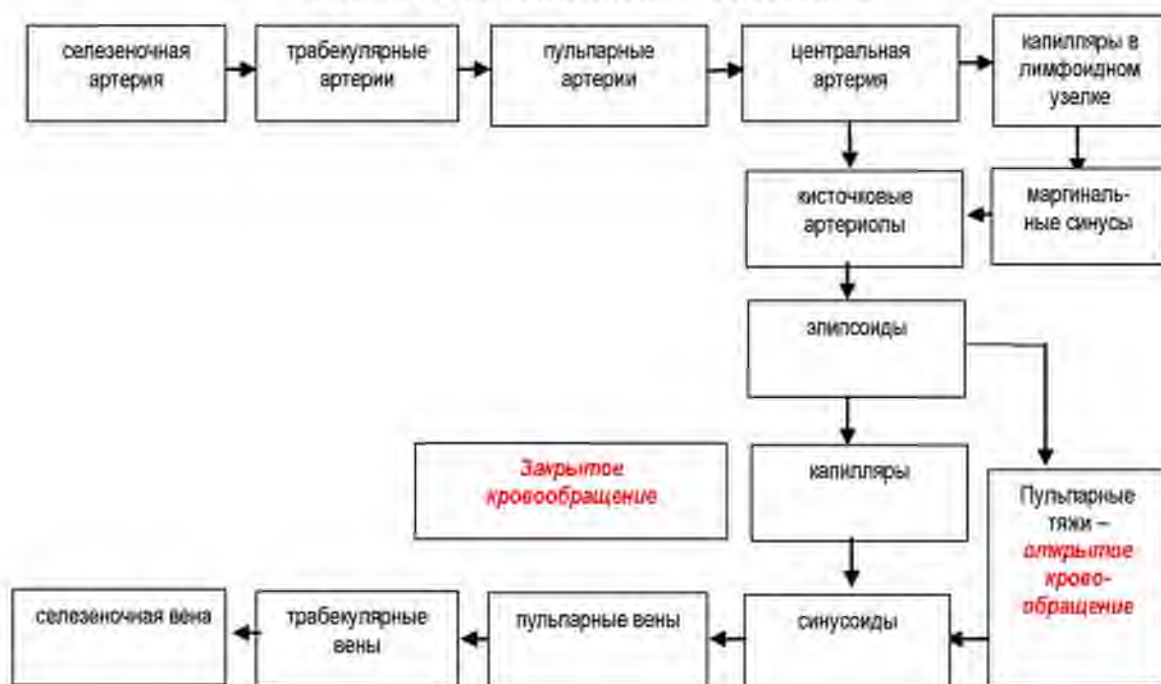 селезеночная
артерия
трабекулярные
артерии
пульпарные
артерии
центральная
артерия
капилляры в
лимфоидном
узелке
кисточковые
артериолы
маргиналь-
ные синусы
элипсоиды
Закрытое
кровообращение
капилляры
Пульпарные
тяжи –
открытое
крово-
обращение
селезеночная вена
трабекулярные
вены
пульпарные вены
синусоиды